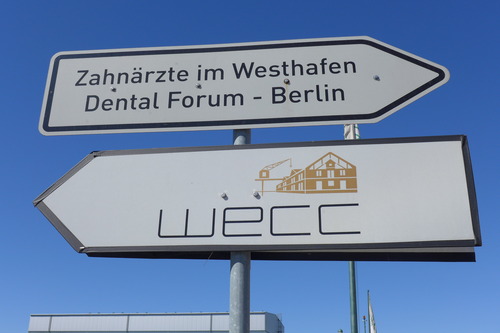 Zahnärzte im Westhafen
Dental Forum - Berlin
wecc